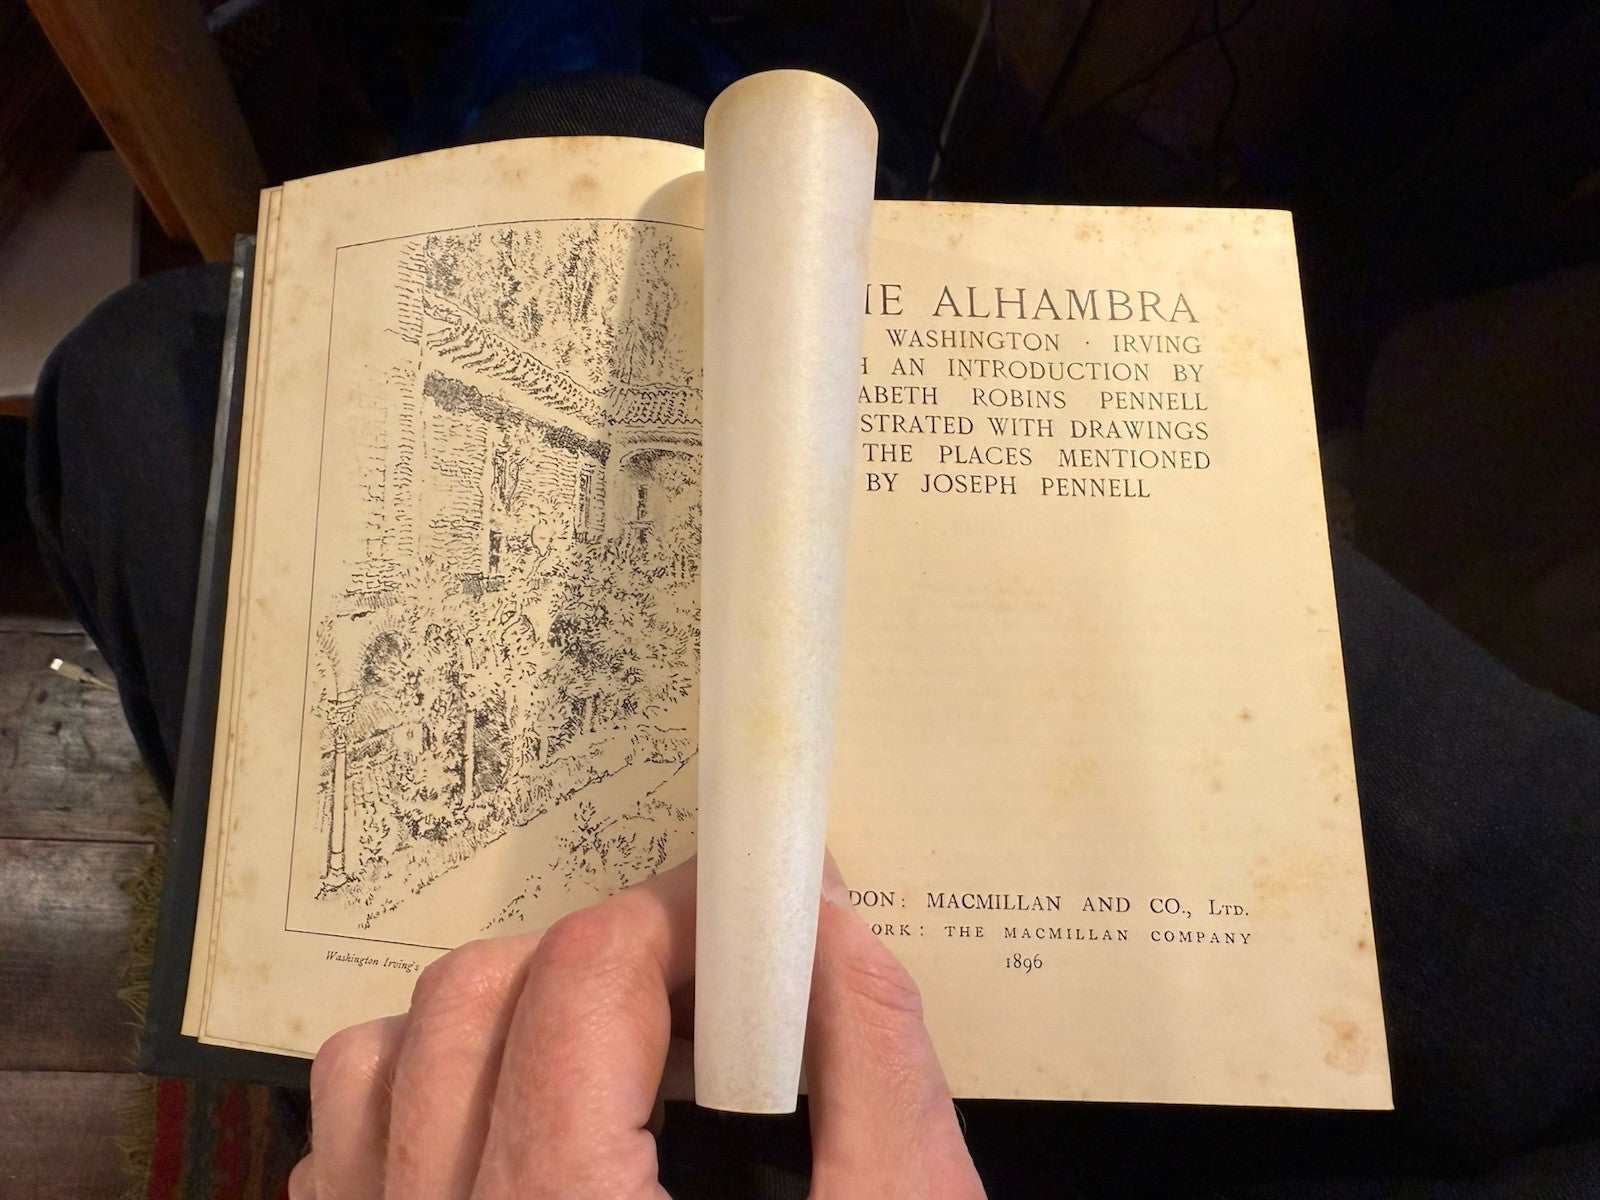 Washington Irving's
HE ALHAMBRA
WASHINGTON · IRVING
H AN INTRODUCTION BY
ABETH ROBINS PENNELL
STRATED WITH DRAWINGS
THE PLACES MENTIONED
BY JOSEPH PENNELL
DON: MACMILLAN AND CO., LTD.
ORK: THE MACMILLAN COMPANY
1896